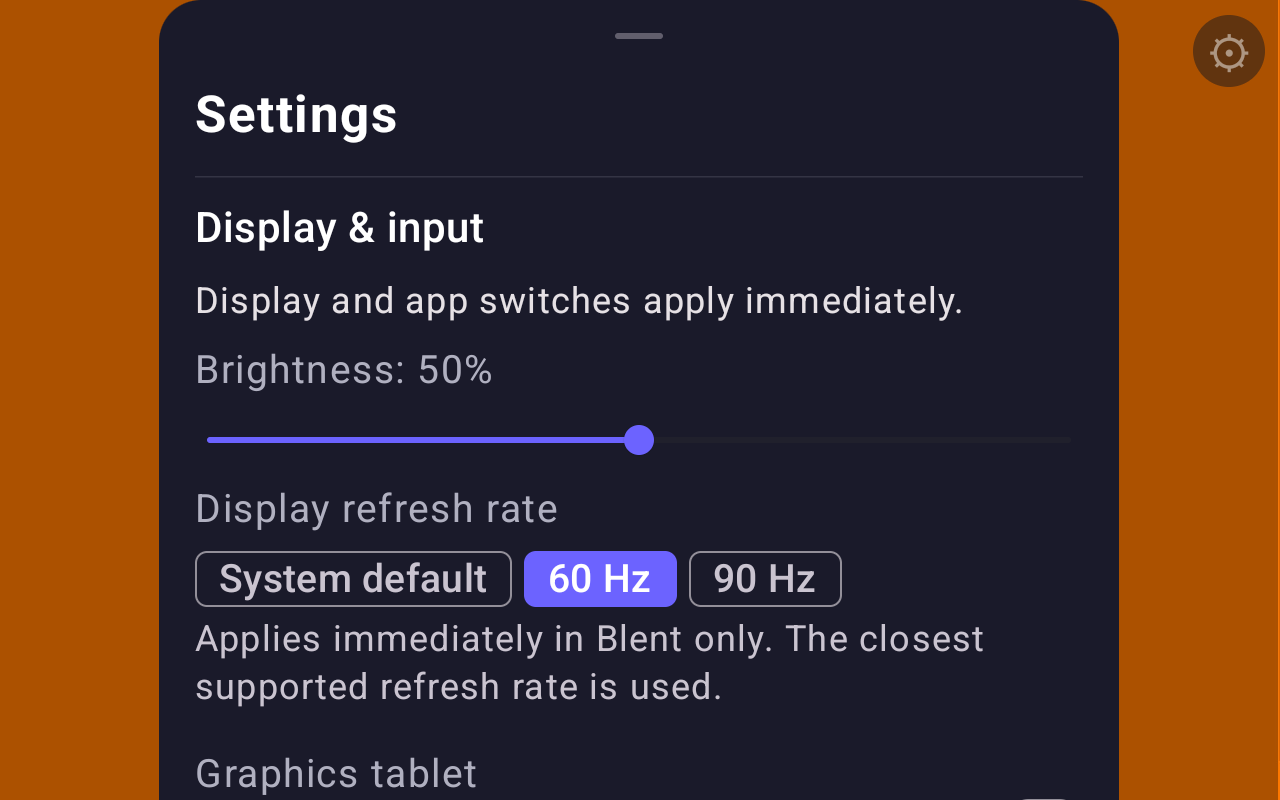 Settings
Display & input
Display and app switches apply immediately.
Brightness: 50%
Display refresh rate
System default
60 Hz
90 Hz
Applies immediately in Blent only. The closest
supported refresh rate is used.
Graphics tablet